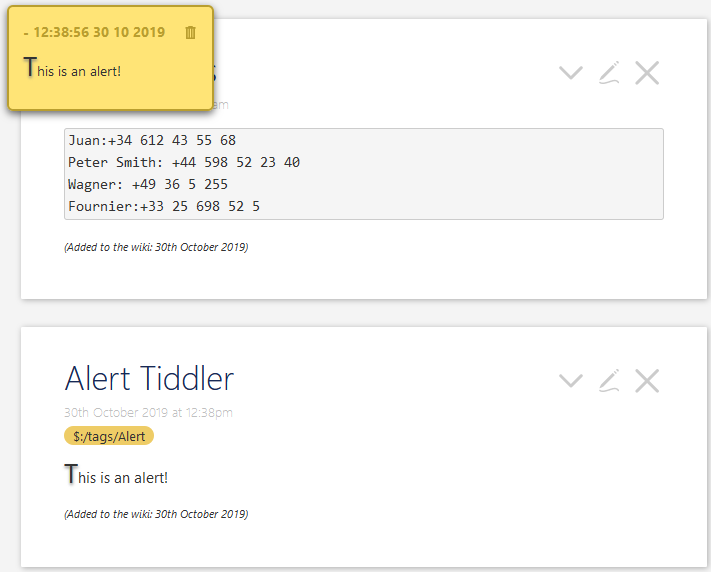 - 12:38:56 30 10 2019
This is an alert!
am
Juan:+34 612 43 55 68
Peter Smith: +44 598 52 23 40
Wagner: +49 36 5 255
Fournier:+33 25 698 52 5
(Added to the wiki: 30th October 2019)
Alert Tiddler
30th October 2019 at 12:38pm
$:/tags/Alert
This is an alert!
(Added to the wiki: 30th October 2019)